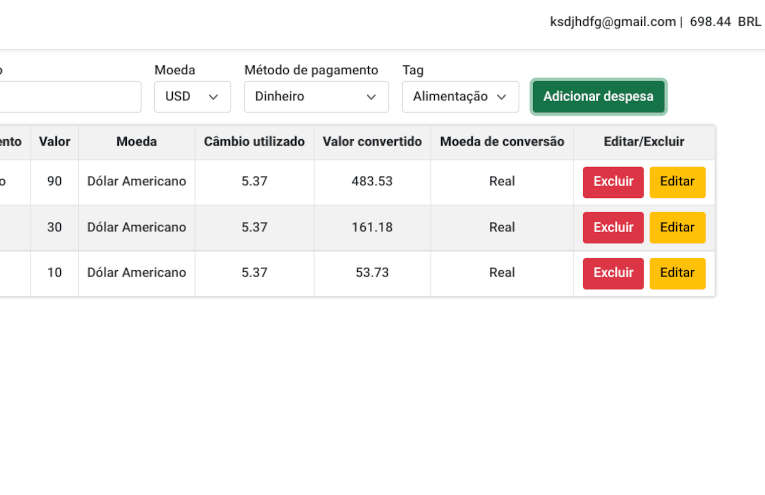 ksdjhdfg@gmail.com | 698.44 BRL
o Moeda Método de pagamento Tag
USD Dinheiro Alimentação Adicionar despesa
ento Valor Moeda Câmbio utilizado Valor convertido Moeda de conversão Editar/Excluir
o 90 Dólar Americano 5.37 483.53 Real Excluir Editar
30 Dólar Americano 5.37 161.18 Real Excluir Editar
10 Dólar Americano 5.37 53.73 Real Excluir Editar